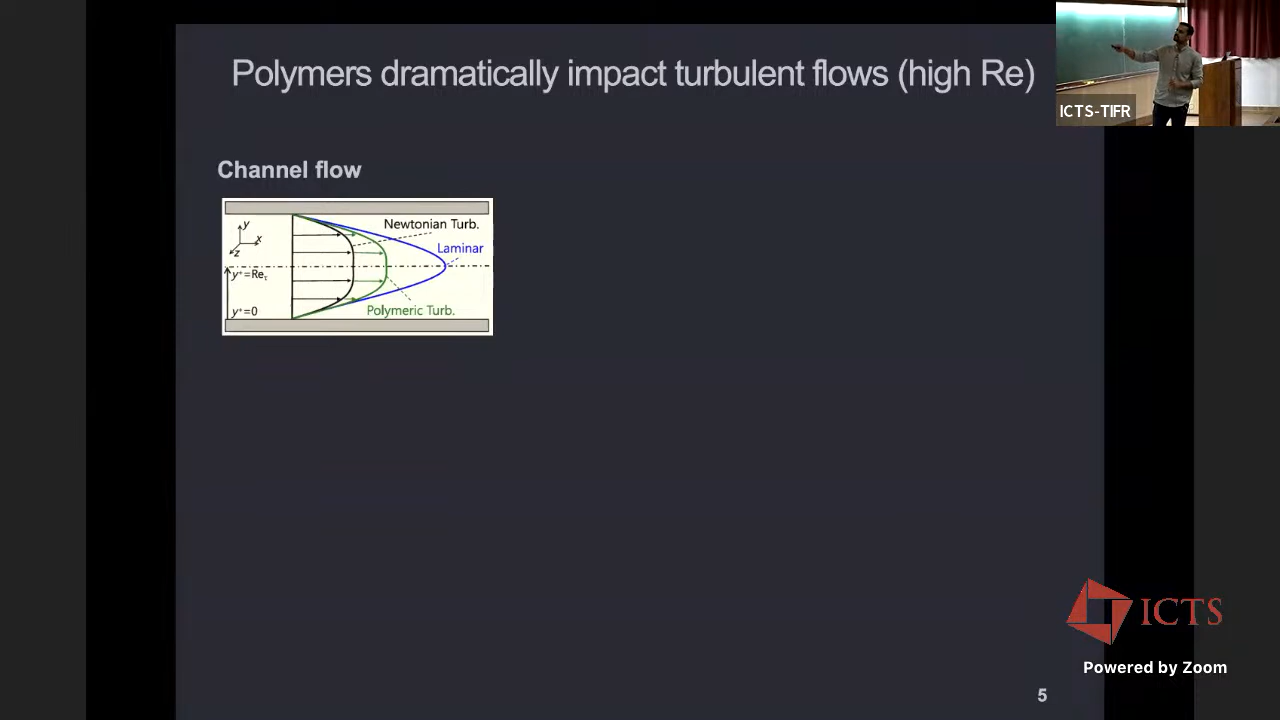 Polymers dramatically impact turbulent flows (high Re)
ICTS-TIFR
Channel flow
Newtonian Turb.
Laminar
y
x
z
y⁺=Reτ
y⁺=0
Polymeric Turb.
ICTS
Powered by Zoom
5